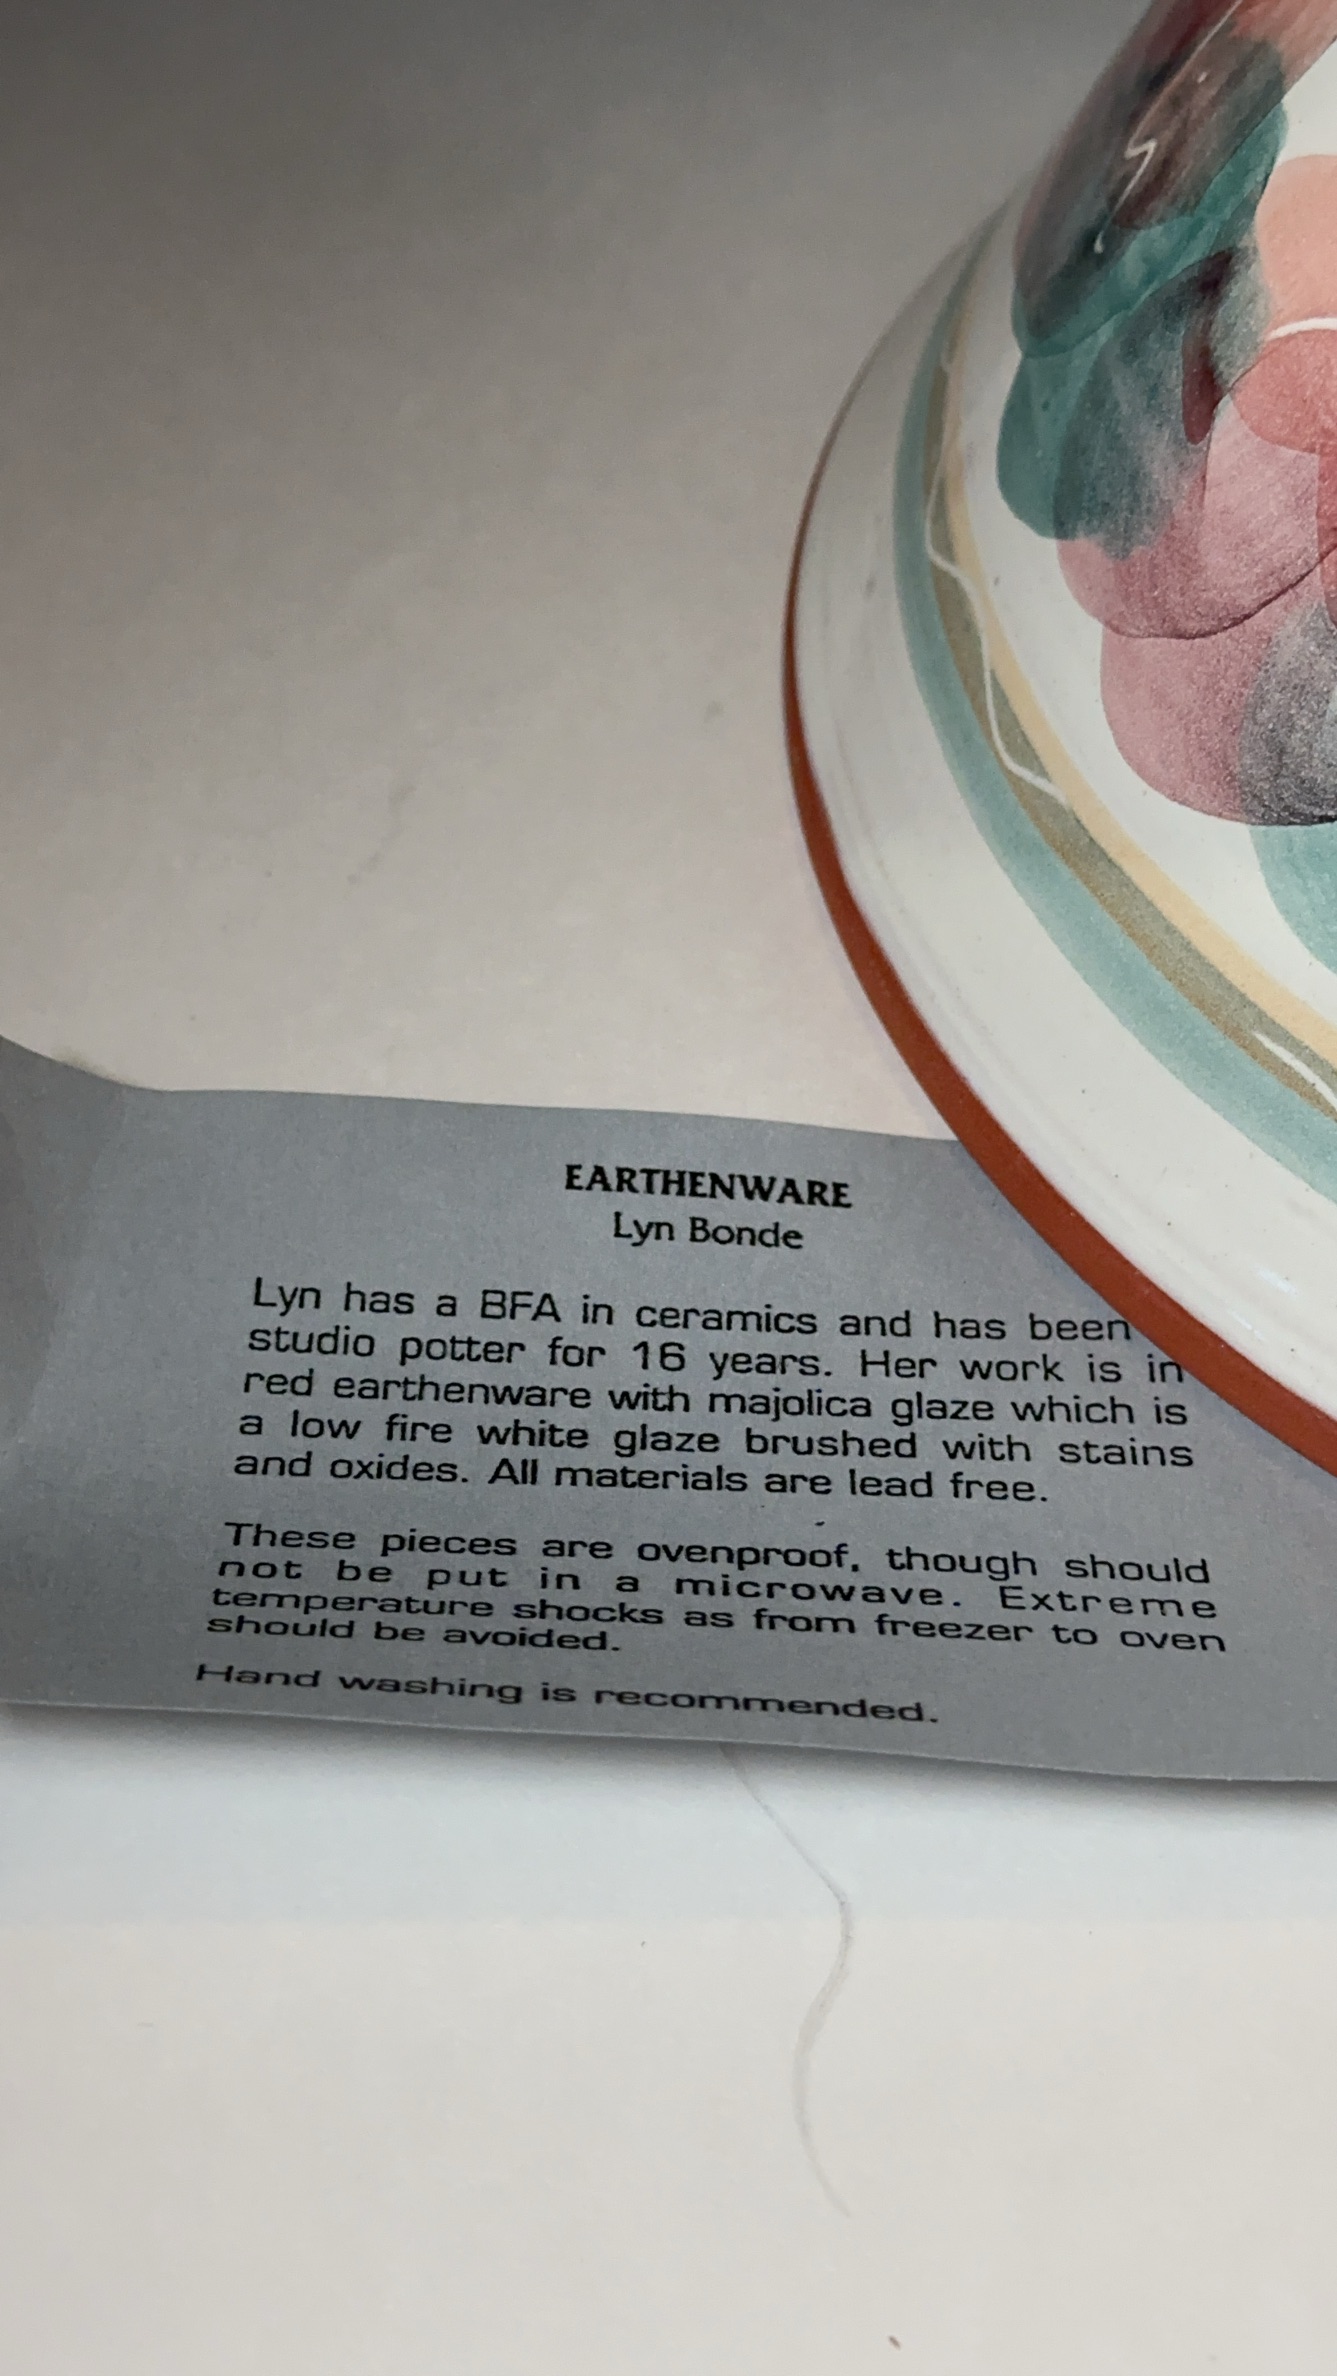 EARTHENWARE
Lyn Bonde
Lyn has a BFA in ceramics and has been
studio potter for 16 years. Her work is in
red earthenware with majolica glaze which is
a low fire white glaze brushed with stains
and oxides. All materials are lead free.
These pieces are ovenproof, though should
not be put in a microwave. Extreme
temperature shocks as from freezer to oven
should be avoided.
Hand washing is recommended.